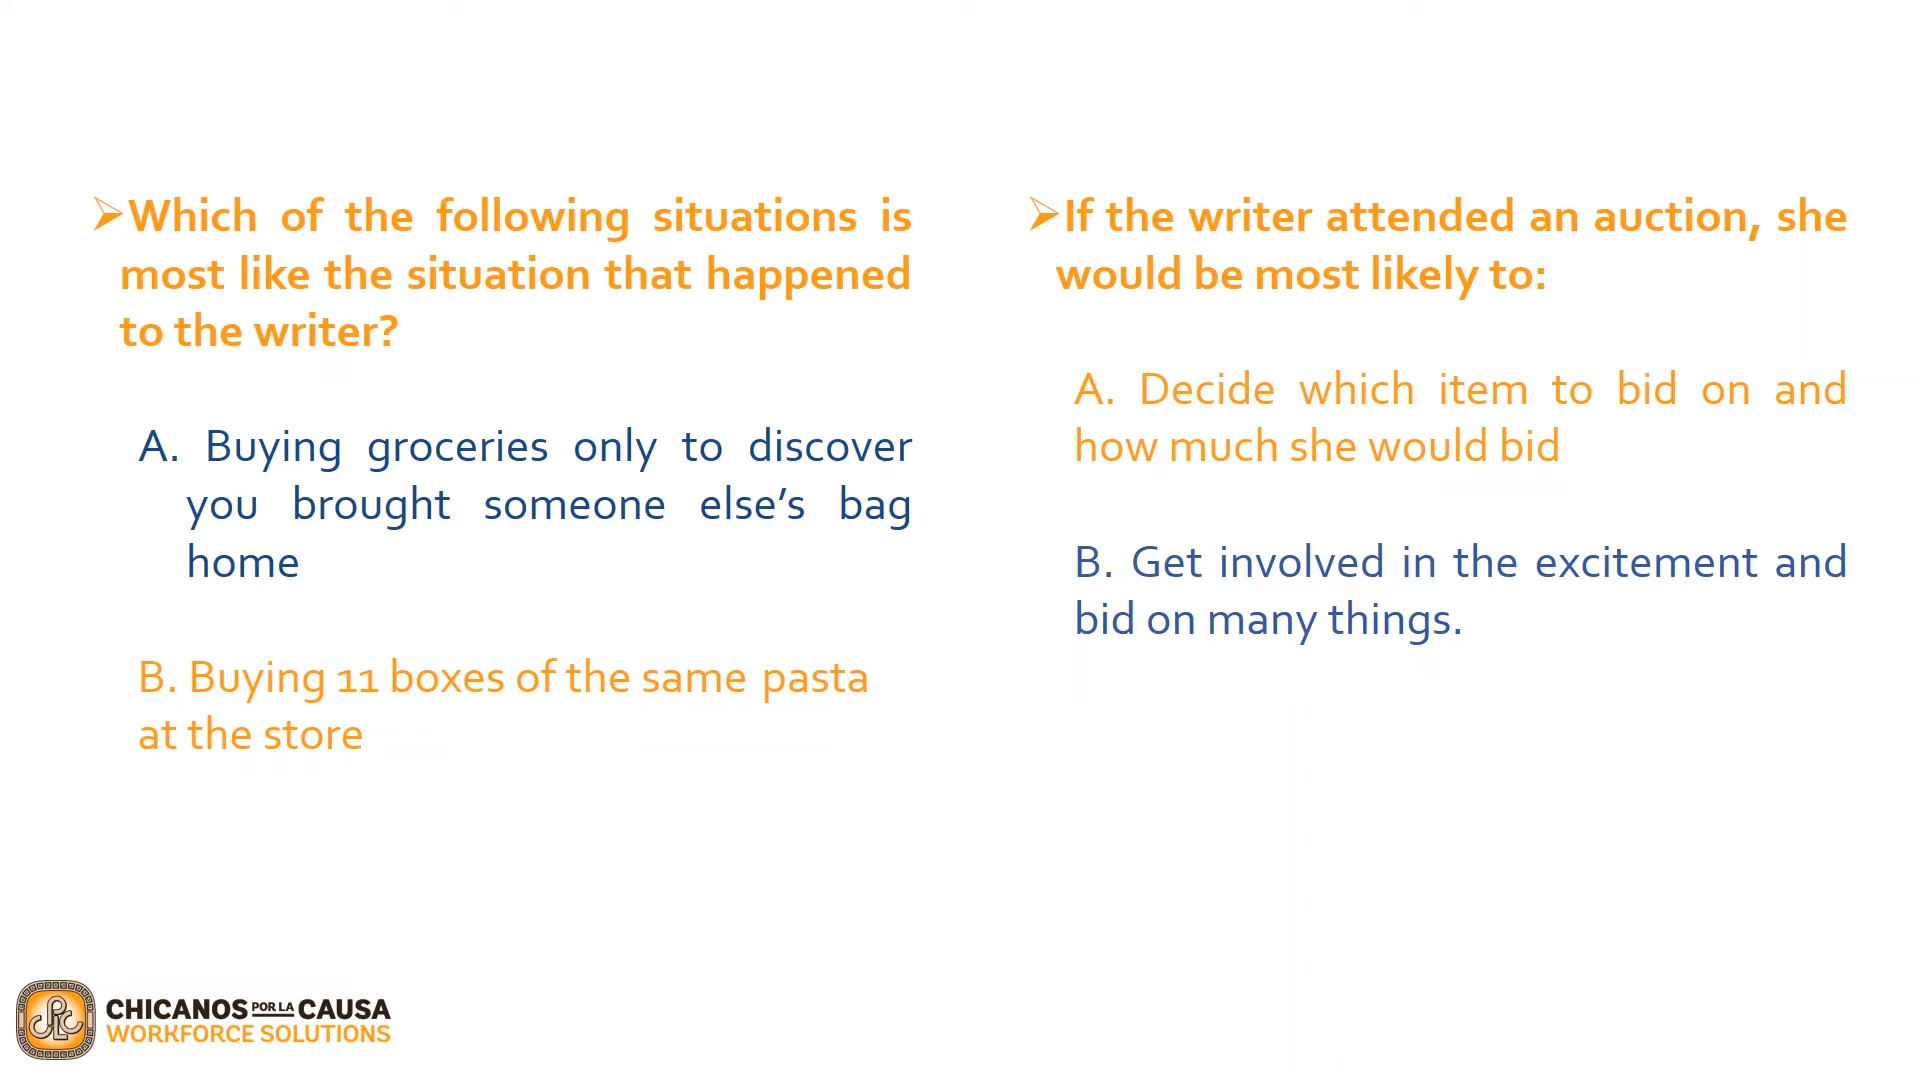 ➢Which of the following situations is
most like the situation that happened
to the writer?
A. Buying groceries only to discover
you brought someone else’s bag
home
B. Buying 11 boxes of the same pasta
at the store
➢If the writer attended an auction, she
would be most likely to:
A. Decide which item to bid on and
how much she would bid
B. Get involved in the excitement and
bid on many things.
CHICANOS POR LA CAUSA
WORKFORCE SOLUTIONS